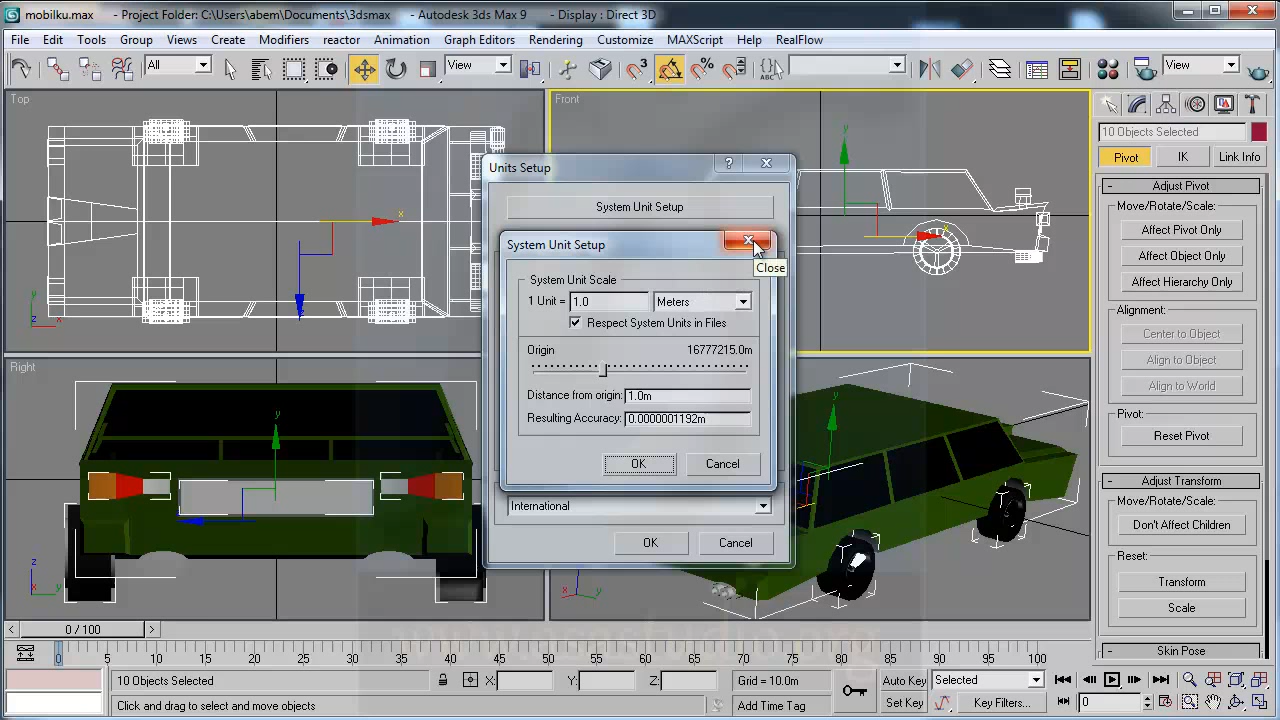 mobilku.max - Project Folder: C:\Users\abem\Documents\3dsmax - Autodesk 3ds Max 9 - Display : Direct 3D
File Edit Tools Group Views Create Modifiers reactor Animation Graph Editors Rendering Customize MAXScript Help RealFlow
All View 3 % ABC View
Top
Front
Right
y
x
z
10 Objects Selected
Pivot IK Link Info
- Adjust Pivot
Move/Rotate/Scale:
Affect Pivot Only
Affect Object Only
Affect Hierarchy Only
Alignment:
Center to Object
Align to Object
Align to World
Pivot:
Reset Pivot
- Adjust Transform
Move/Rotate/Scale:
Don't Affect Children
Reset:
Transform
Scale
- Skin Pose
Units Setup
System Unit Setup
System Unit Setup
Close
System Unit Scale
1 Unit = 1.0 Meters
Respect System Units in Files
Origin 16777215.0m
Distance from origin: 1.0m
Resulting Accuracy: 0.0000001192m
OK Cancel
International
OK Cancel
0 / 100
0 5 10 15 20 25 30 35 40 45 50 55 60 65 70 75 80 85 90 95 100
10 Objects Selected X: Y: Z: Grid = 10.0m Auto Key Selected
Click and drag to select and move objects Add Time Tag Set Key Key Filters... 0